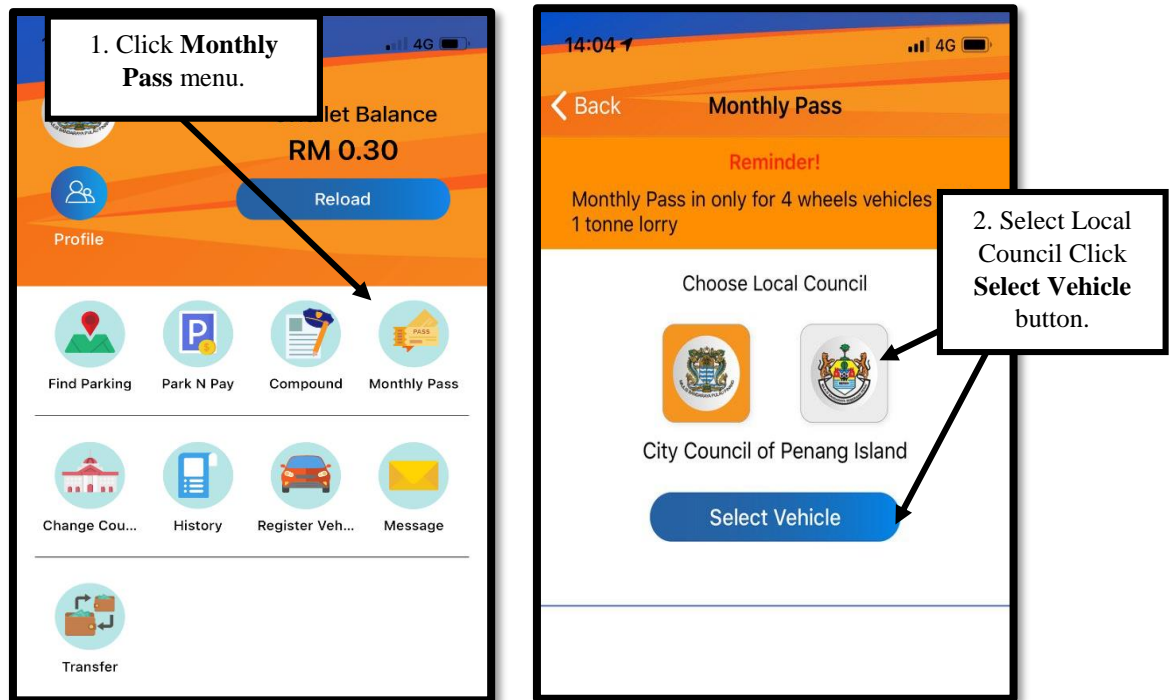 1. Click Monthly
Pass menu.
4G
Balance
RM 0.30
Reload
Profile
Find Parking
Park N Pay
Compound
Monthly Pass
Change Cou...
History
Register Veh...
Message
Transfer
14:04
4G
Back
Monthly Pass
Reminder!
Monthly Pass in only for 4 wheels vehicles
1 tonne lorry
2. Select Local
Council Click
Select Vehicle
button.
Choose Local Council
City Council of Penang Island
Select Vehicle